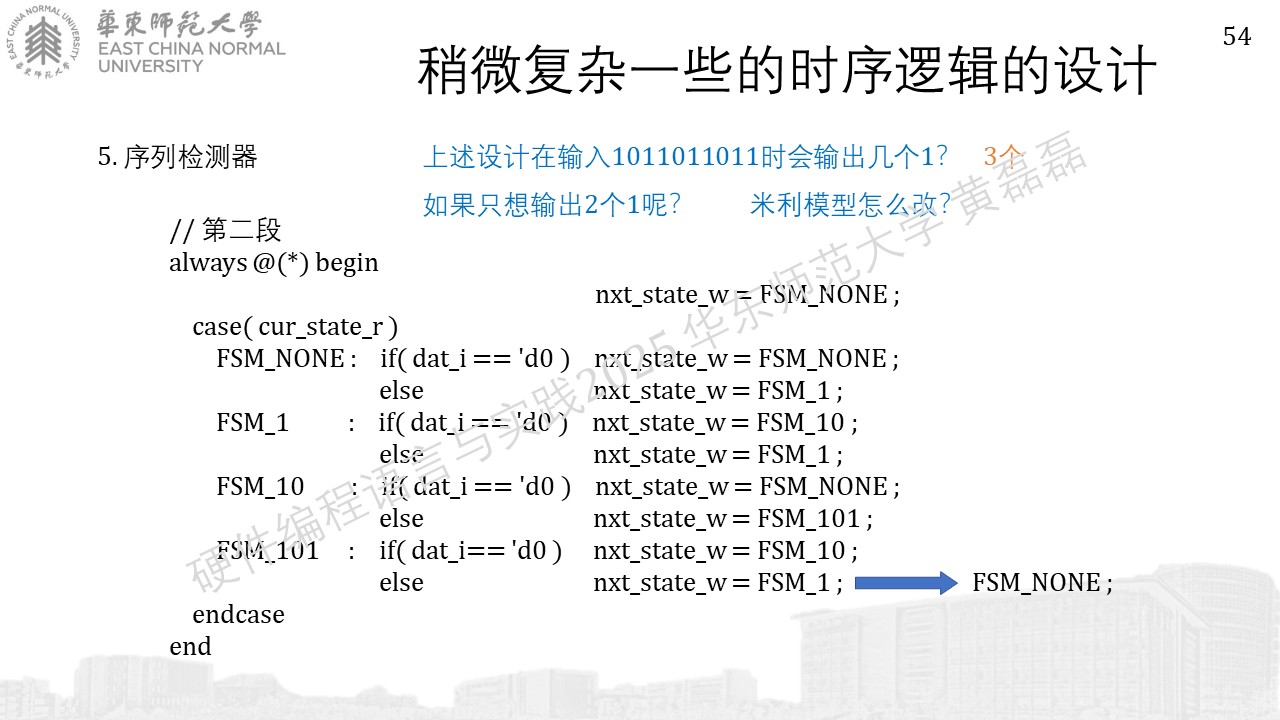 華東師範大學
EAST CHINA NORMAL
UNIVERSITY
EAST CHINA NORMAL UNIVERSITY
華東師範大學
54
稍微复杂一些的时序逻辑的设计
5. 序列检测器
上述设计在输入1011011011时会输出几个1？ 3个
如果只想输出2个1呢？ 米利模型怎么改？
// 第二段
always @(*) begin
nxt_state_w = FSM_NONE ;
case( cur_state_r )
FSM_NONE : if( dat_i == 'd0 ) nxt_state_w = FSM_NONE ;
else nxt_state_w = FSM_1 ;
FSM_1 : if( dat_i == 'd0 ) nxt_state_w = FSM_10 ;
else nxt_state_w = FSM_1 ;
FSM_10 : if( dat_i == 'd0 ) nxt_state_w = FSM_NONE ;
else nxt_state_w = FSM_101 ;
FSM_101 : if( dat_i== 'd0 ) nxt_state_w = FSM_10 ;
else nxt_state_w = FSM_1 ; FSM_NONE ;
endcase
end
硬件编程语言与实践2025 华东师范大学 黄磊磊